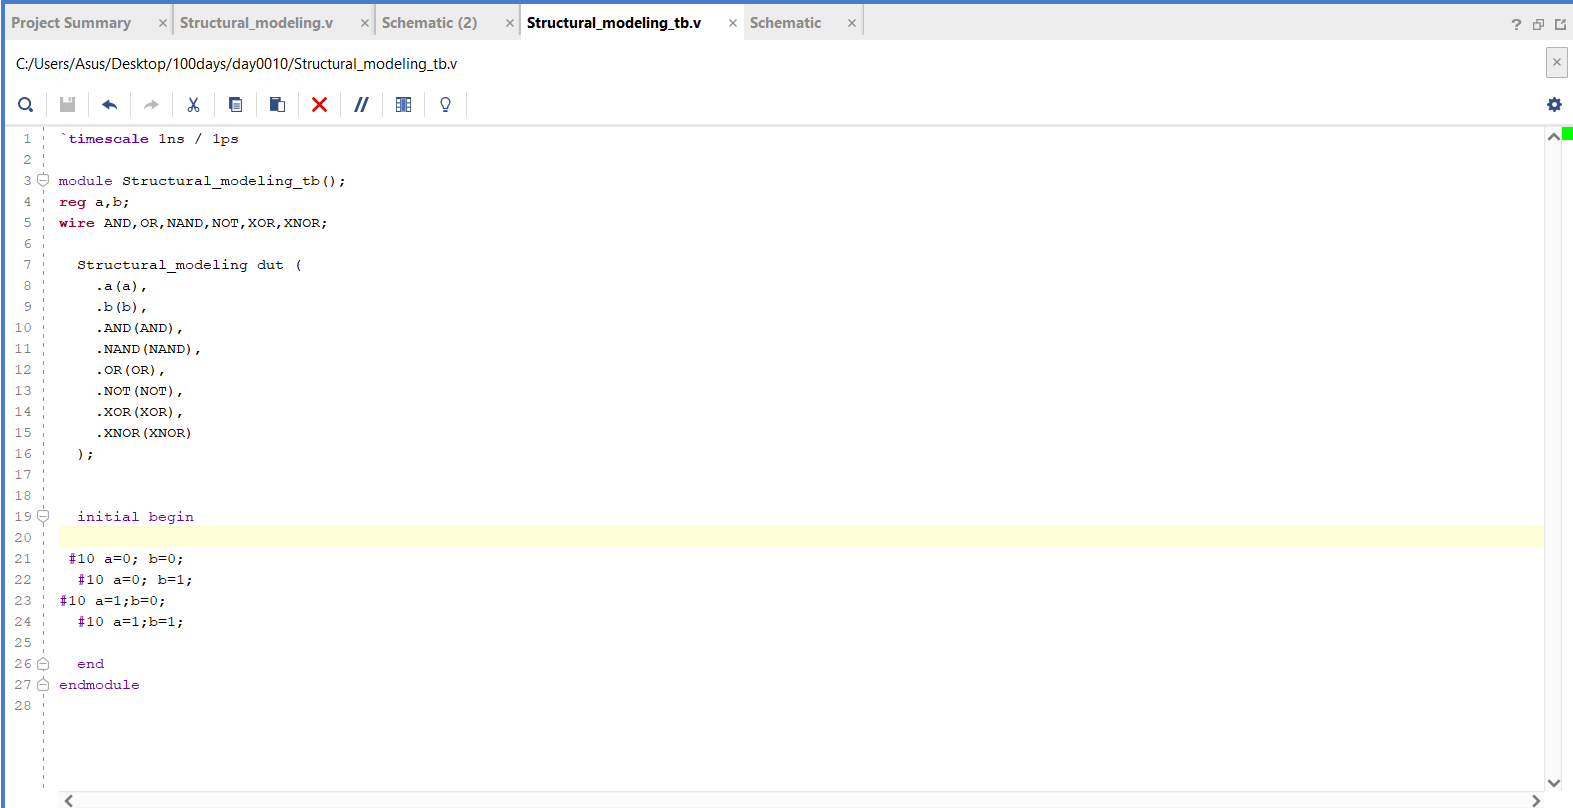 Project Summary × Structural_modeling.v × Schematic (2) × Structural_modeling_tb.v × Schematic × ?
C:/Users/Asus/Desktop/100days/day0010/Structural_modeling_tb.v
1 `timescale 1ns / 1ps
2
3 module Structural_modeling_tb();
4 reg a,b;
5 wire AND,OR,NAND,NOT,XOR,XNOR;
6
7 Structural_modeling dut (
8 .a(a),
9 .b(b),
10 .AND(AND),
11 .NAND(NAND),
12 .OR(OR),
13 .NOT(NOT),
14 .XOR(XOR),
15 .XNOR(XNOR)
16 );
17
18
19 initial begin
20
21 #10 a=0; b=0;
22 #10 a=0; b=1;
23 #10 a=1;b=0;
24 #10 a=1;b=1;
25
26 end
27 endmodule
28